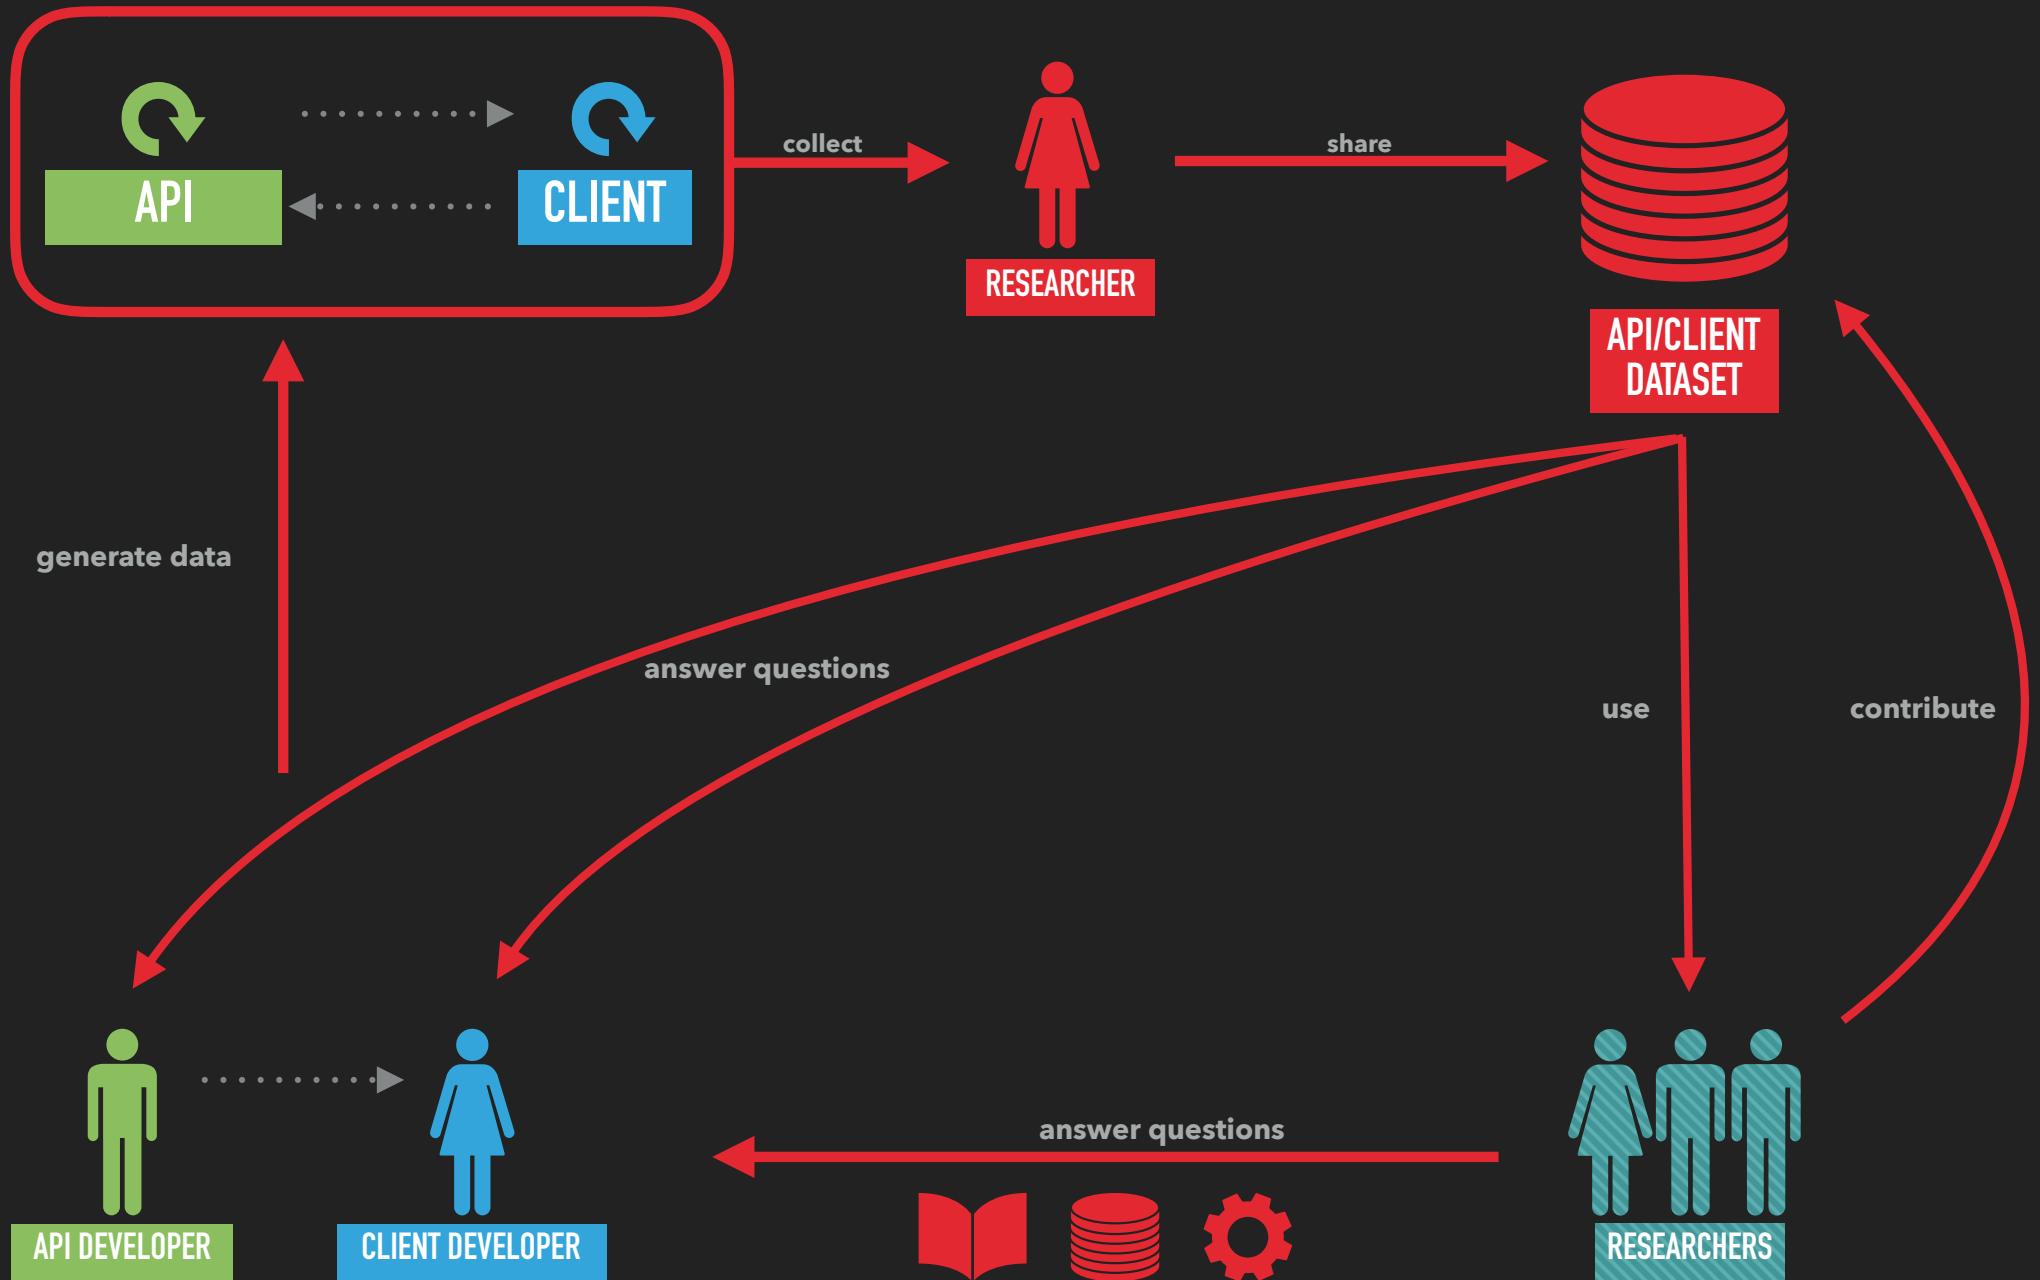 API
CLIENT
collect
share
RESEARCHER
API/CLIENT
DATASET
generate data
answer questions
use
contribute
answer questions
API DEVELOPER
CLIENT DEVELOPER
RESEARCHERS